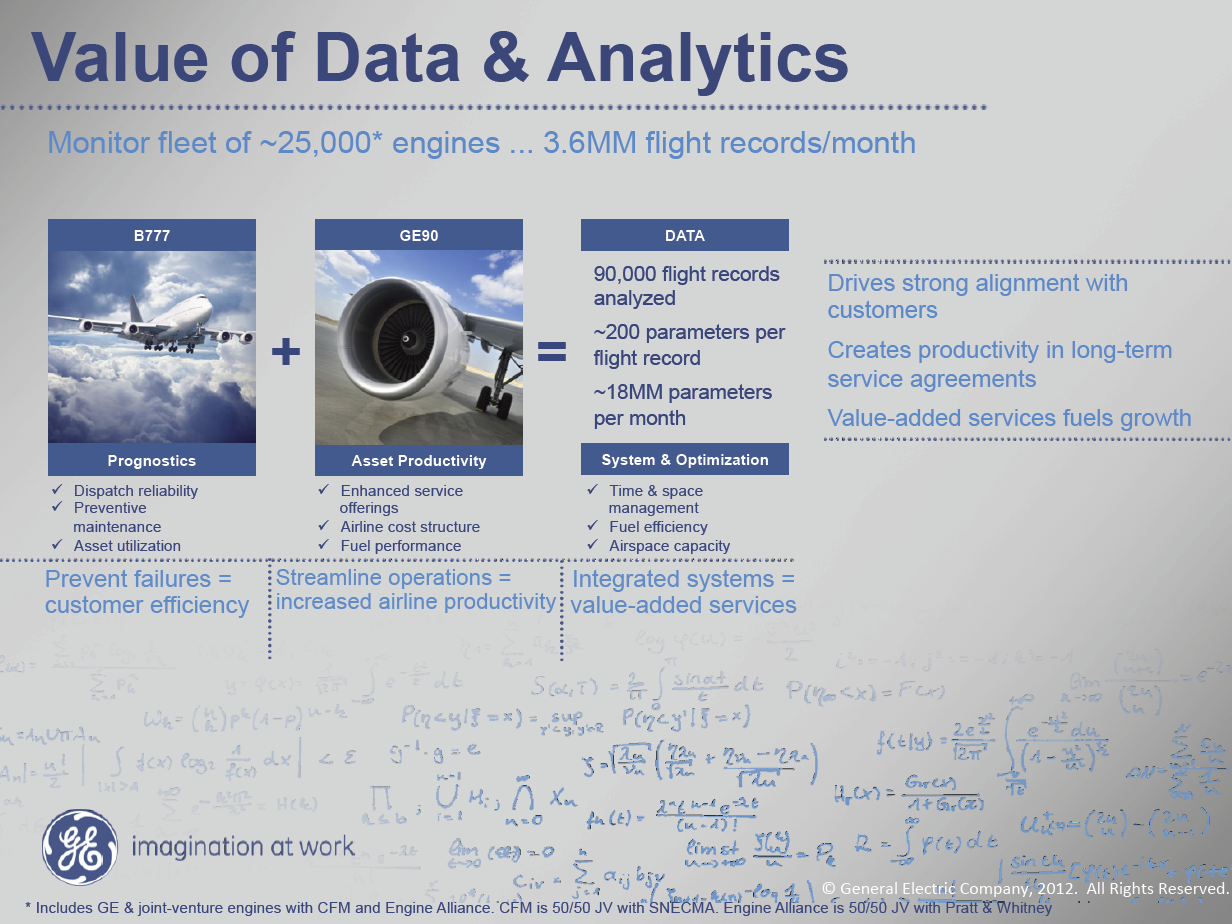 Value of Data & Analytics
Monitor fleet of ~25,000* engines ... 3.6MM flight records/month
B777
+
GE90
=
DATA
90,000 flight records
analyzed
~200 parameters per
flight record
~18MM parameters
per month
Drives strong alignment with
customers
Creates productivity in long-term
service agreements
Value-added services fuels growth
Prognostics
✓ Dispatch reliability
✓ Preventive
maintenance
✓ Asset utilization
Asset Productivity
✓ Enhanced service
offerings
✓ Airline cost structure
✓ Fuel performance
System & Optimization
✓ Time & space
management
✓ Fuel efficiency
✓ Airspace capacity
Prevent failures =
customer efficiency
Streamline operations =
increased airline productivity
Integrated systems =
value-added services
GE
imagination at work
© General Electric Company, 2012. All Rights Reserved.
* Includes GE & joint-venture engines with CFM and Engine Alliance. CFM is 50/50 JV with SNECMA. Engine Alliance is 50/50 JV with Pratt & Whitney